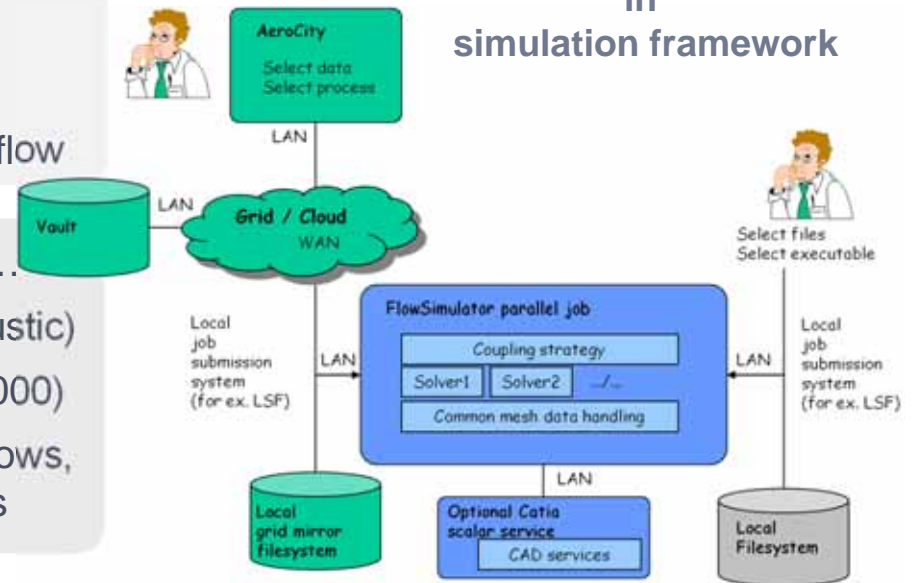 in
simulation framework
flow
...
ustic)
000)
ows,
s
AeroCity
Select data
Select process
LAN
Vault
LAN
Grid / Cloud
WAN
Select files
Select executable
Local
job
submission
system
(for ex. LSF)
LAN
FlowSimulator parallel job
Coupling strategy
Solver1
Solver2
.../...
Common mesh data handling
LAN
Local
job
submission
system
(for ex. LSF)
LAN
Local
grid mirror
filesystem
Optional Catia
scalar service
CAD services
Local
Filesystem